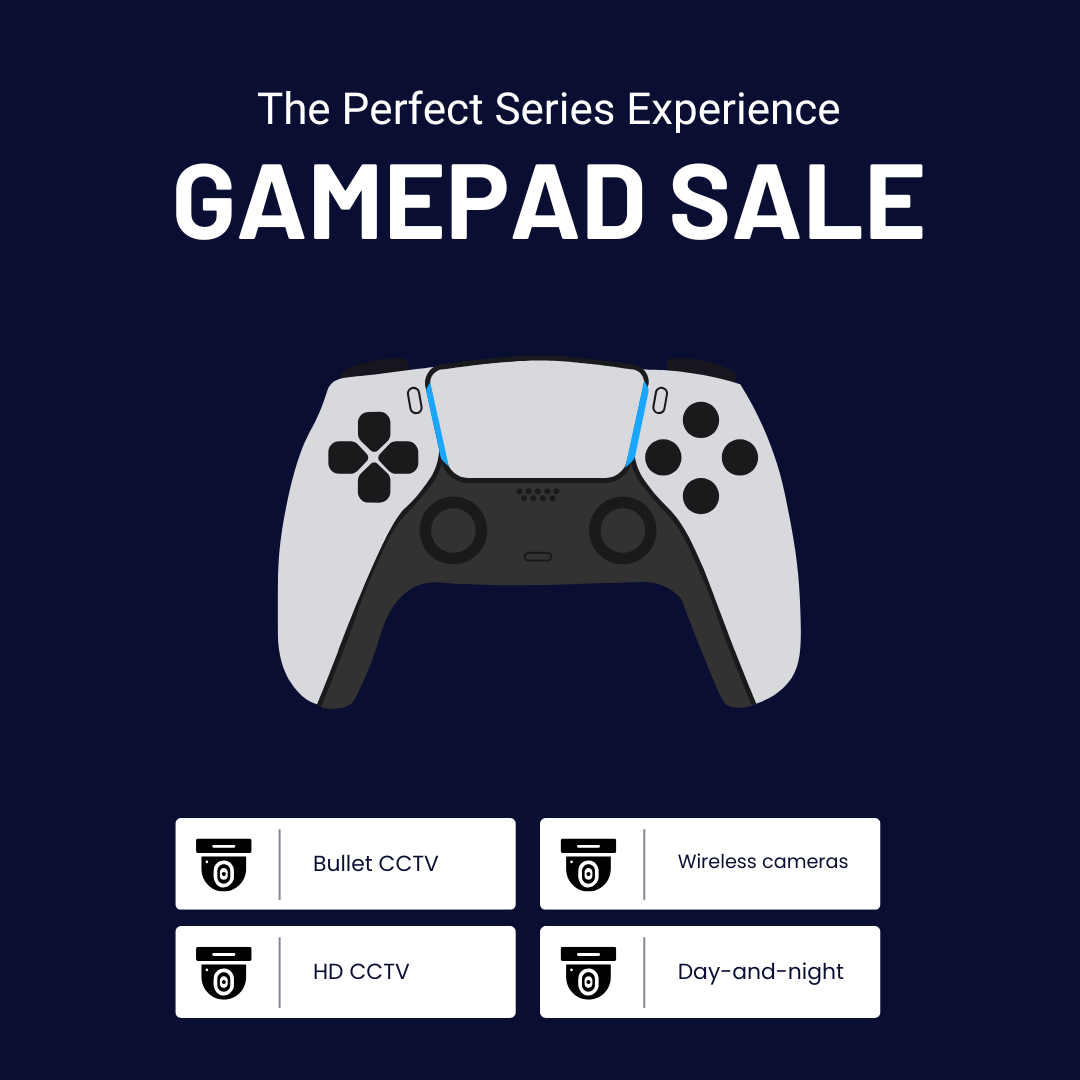 The Perfect Series Experience
GAMEPAD SALE
Bullet CCTV
Wireless cameras
HD CCTV
Day-and-night